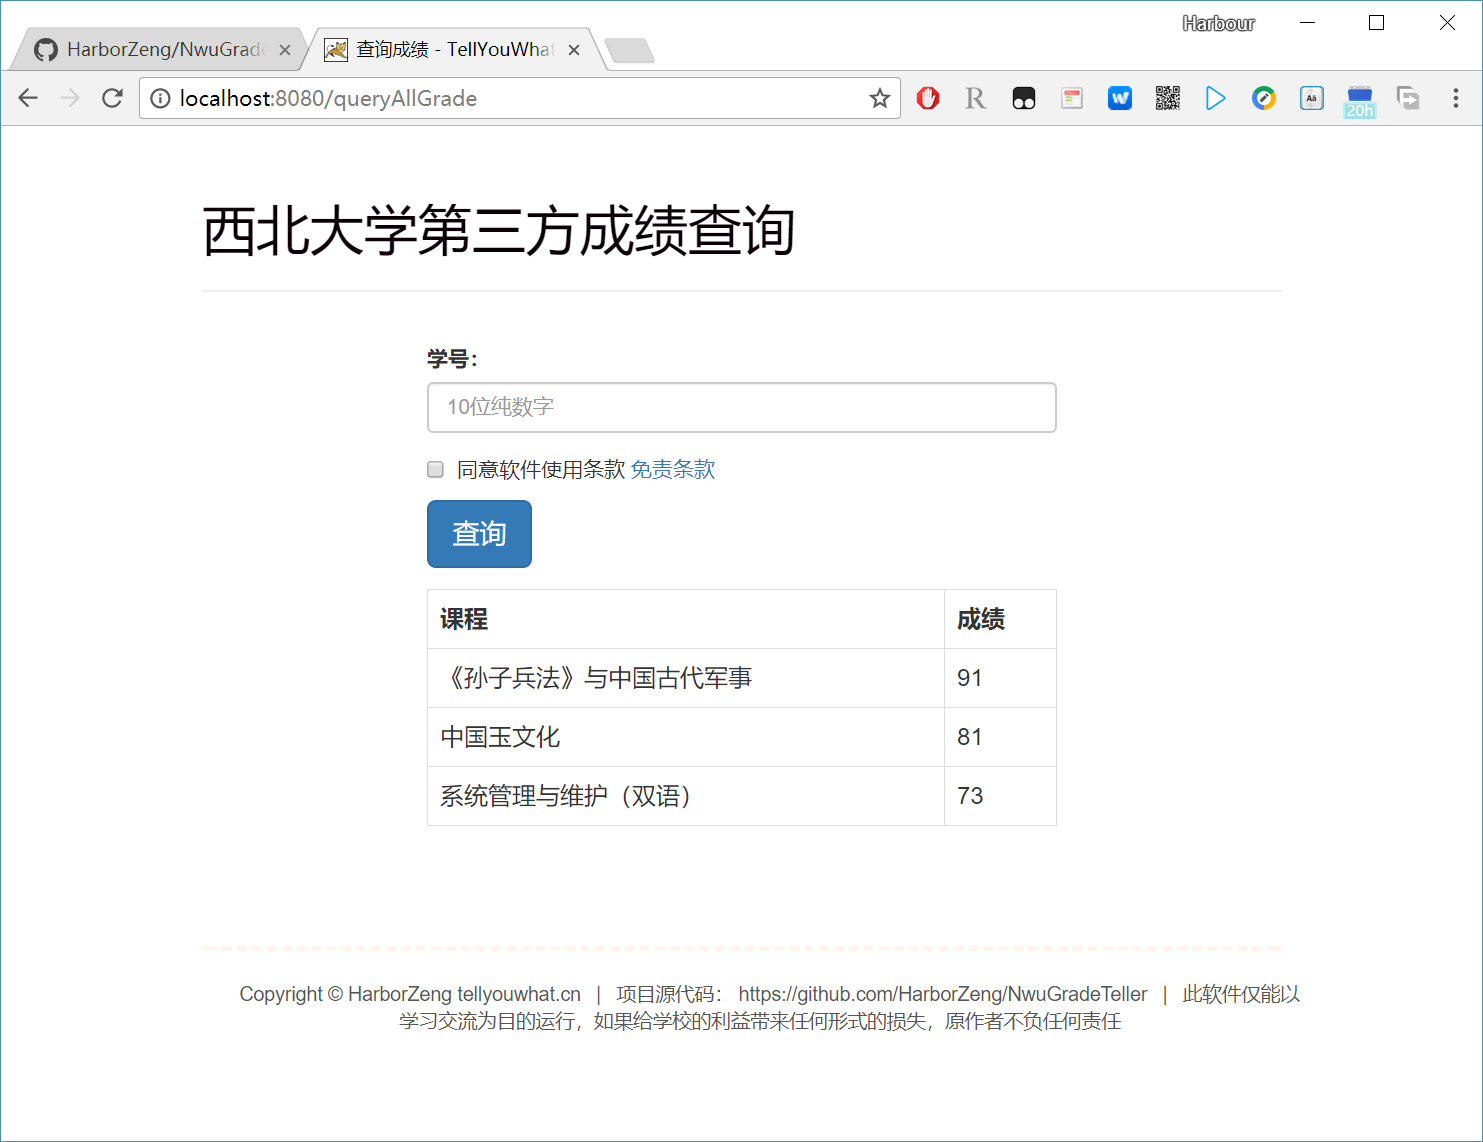 Harbour
HarborZeng/NwuGrade
查询成绩 - TellYouWhat
localhost:8080/queryAllGrade
20h
西北大学第三方成绩查询
学号：
10位纯数字
同意软件使用条款 免责条款
查询
课程 成绩
《孙子兵法》与中国古代军事 91
中国玉文化 81
系统管理与维护（双语） 73
Copyright © HarborZeng tellyouwhat.cn | 项目源代码： https://github.com/HarborZeng/NwuGradeTeller | 此软件仅能以
学习交流为目的运行，如果给学校的利益带来任何形式的损失，原作者不负任何责任